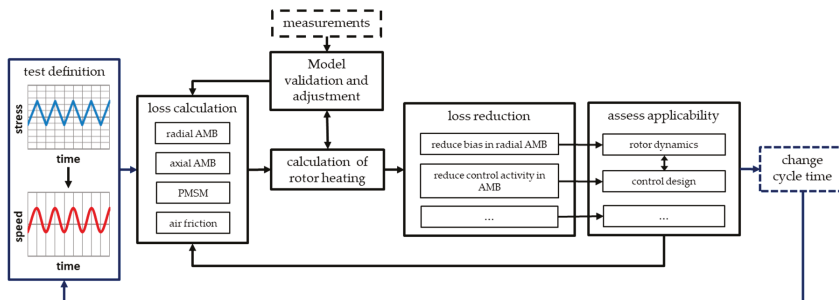 measurements
test definition
stress
time
speed
time
loss calculation
radial AMB
axial AMB
PMSM
air friction
Model
validation and
adjustment
calculation of
rotor heating
loss reduction
reduce bias in radial AMB
reduce control activity in
AMB
...
assess applicability
rotor dynamics
control design
...
change
cycle time